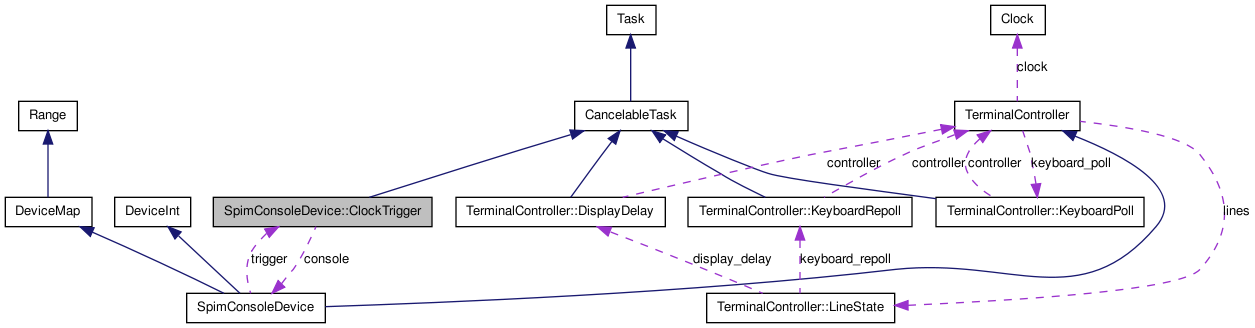 Task
Clock
clock
Range
CancelableTask
TerminalController
controller
controller
controller
keyboard_poll
DeviceMap
DeviceInt
SpimConsoleDevice::ClockTrigger
TerminalController::DisplayDelay
TerminalController::KeyboardRepoll
TerminalController::KeyboardPoll
lines
trigger
console
display_delay
keyboard_repoll
SpimConsoleDevice
TerminalController::LineState